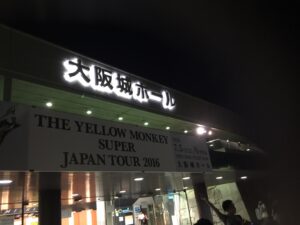 大阪城ホール
THE YELLOW MONKEY
SUPER
JAPAN TOUR 2016